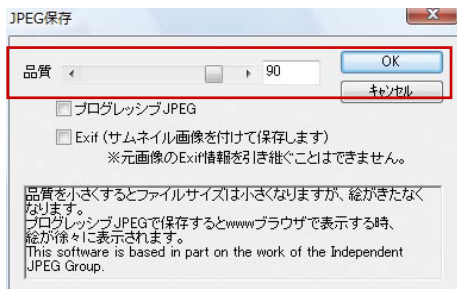 JPEG保存
品質 90 OK
キャンセル
プログレッシブJPEG
Exif (サムネイル画像を付けて保存します)
※元画像のExif情報を引き継ぐことはできません。
品質を小さくするとファイルサイズは小さくなりますが、絵がきたなく
なります。
プログレッシブJPEGで保存するとwwwブラウザで表示する時、
絵が徐々に表示されます。
This software is based in part on the work of the Independent
JPEG Group.